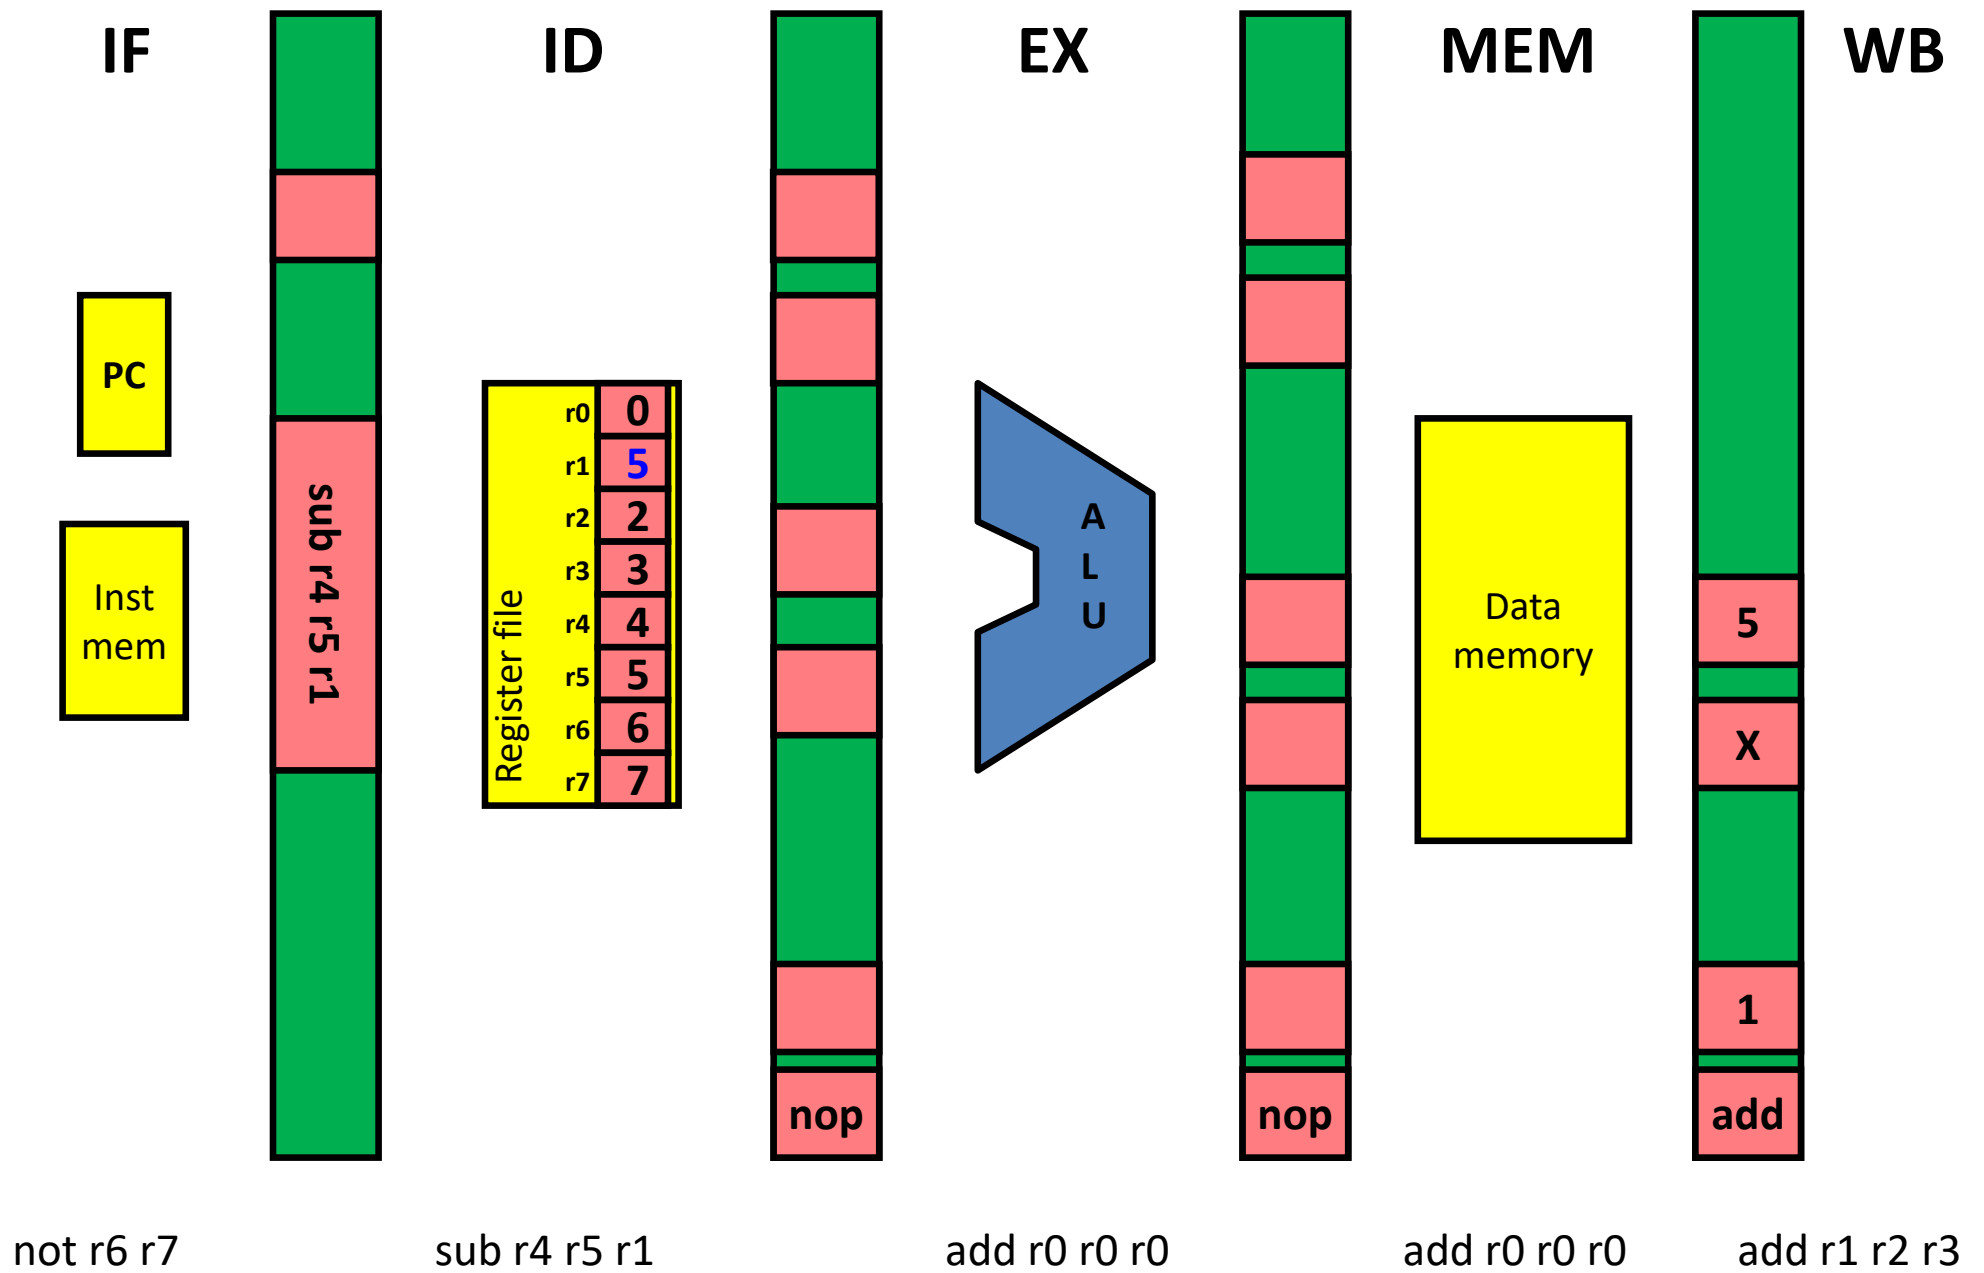 IF
ID
EX
MEM
WB
PC
Inst
mem
sub r4 r5 r1
Register file
r0 0
r1 5
r2 2
r3 3
r4 4
r5 5
r6 6
r7 7
A
L
U
Data
memory
5
X
1
nop
nop
add
not r6 r7
sub r4 r5 r1
add r0 r0 r0
add r0 r0 r0
add r1 r2 r3